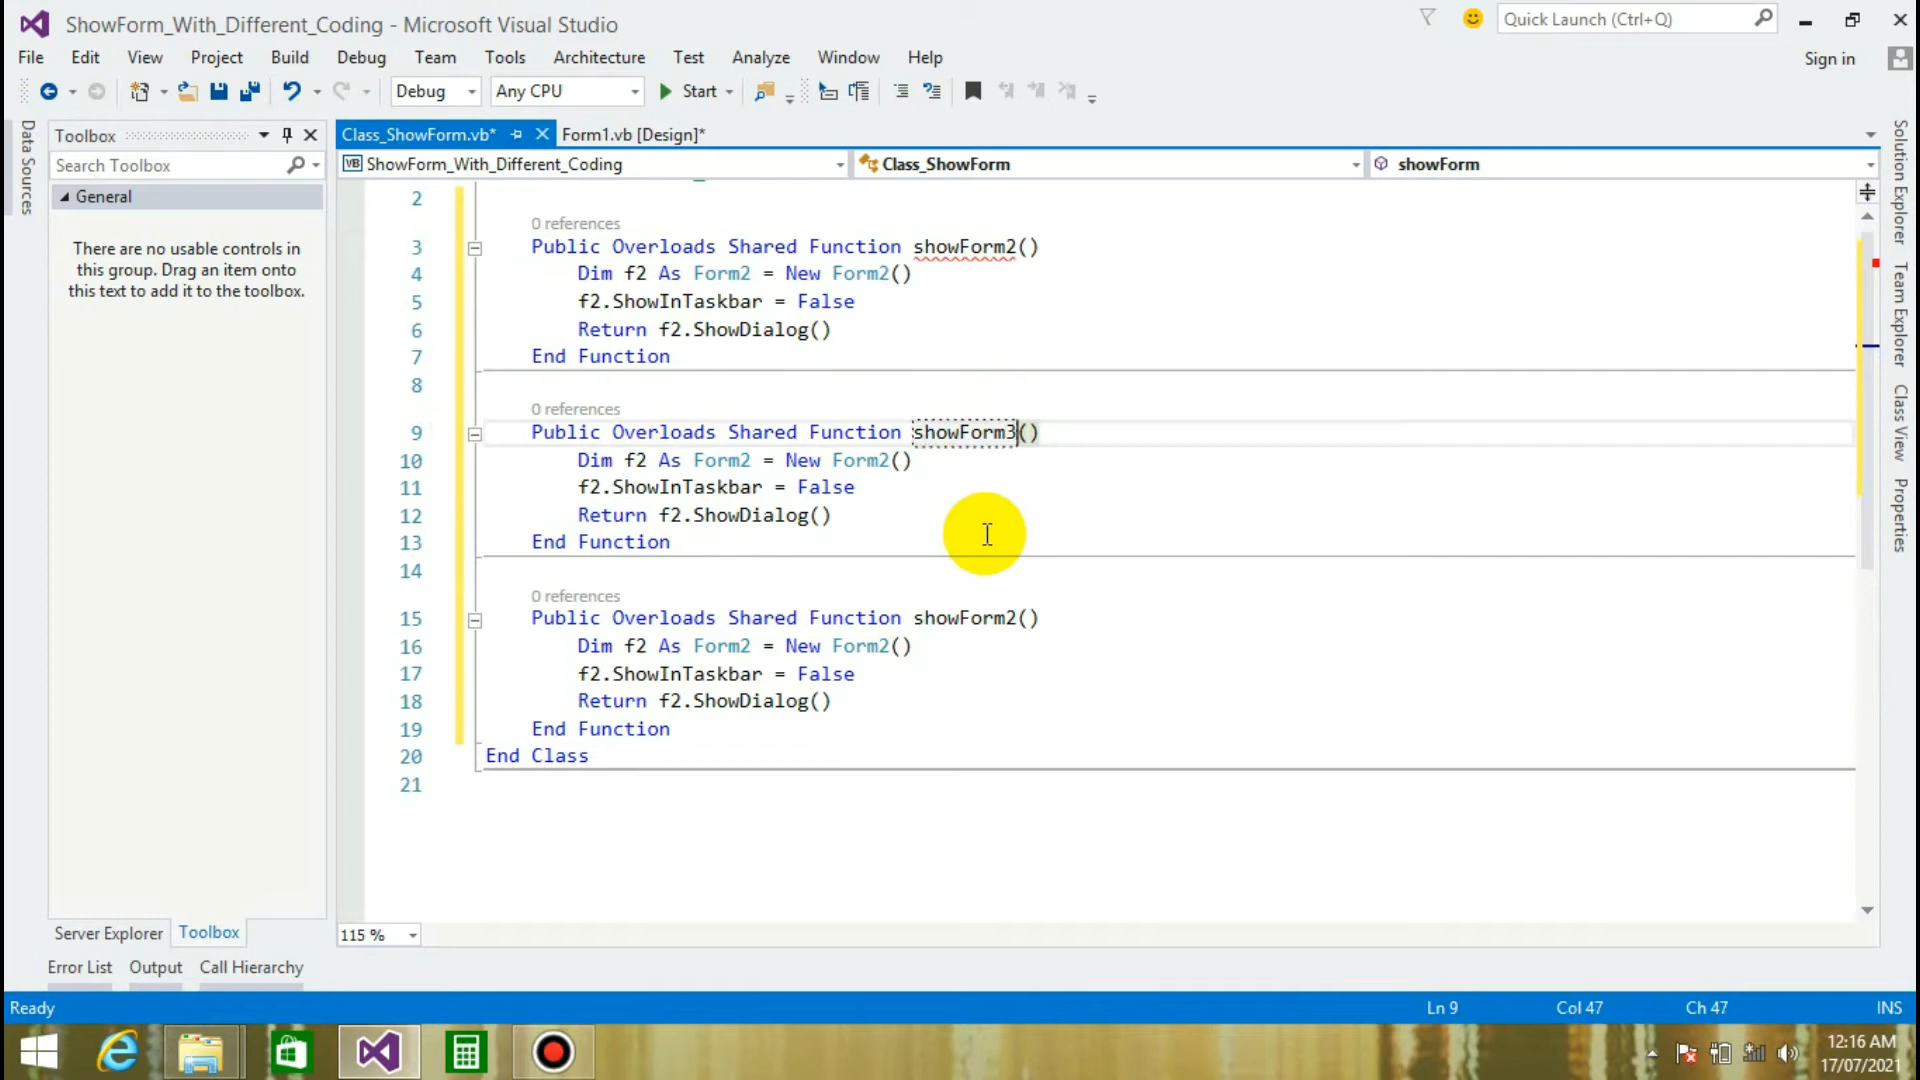 ShowForm_With_Different_Coding - Microsoft Visual Studio
Quick Launch (Ctrl+Q)
File Edit View Project Build Debug Team Tools Architecture Test Analyze Window Help
Sign in
Debug Any CPU Start
Data Sources
Toolbox
Search Toolbox
General
There are no usable controls in
this group. Drag an item onto
this text to add it to the toolbox.
Class_ShowForm.vb* Form1.vb [Design]*
VB ShowForm_With_Different_Coding Class_ShowForm showForm
2
0 references
3 Public Overloads Shared Function showForm2()
4 Dim f2 As Form2 = New Form2()
5 f2.ShowInTaskbar = False
6 Return f2.ShowDialog()
7 End Function
8
0 references
9 Public Overloads Shared Function showForm3()
10 Dim f2 As Form2 = New Form2()
11 f2.ShowInTaskbar = False
12 Return f2.ShowDialog()
13 End Function
14
0 references
15 Public Overloads Shared Function showForm2()
16 Dim f2 As Form2 = New Form2()
17 f2.ShowInTaskbar = False
18 Return f2.ShowDialog()
19 End Function
20 End Class
21
Solution Explorer
Team Explorer
Class View
Properties
115 %
Server Explorer Toolbox
Error List Output Call Hierarchy
Ready Ln 9 Col 47 Ch 47 INS
12:16 AM
17/07/2021